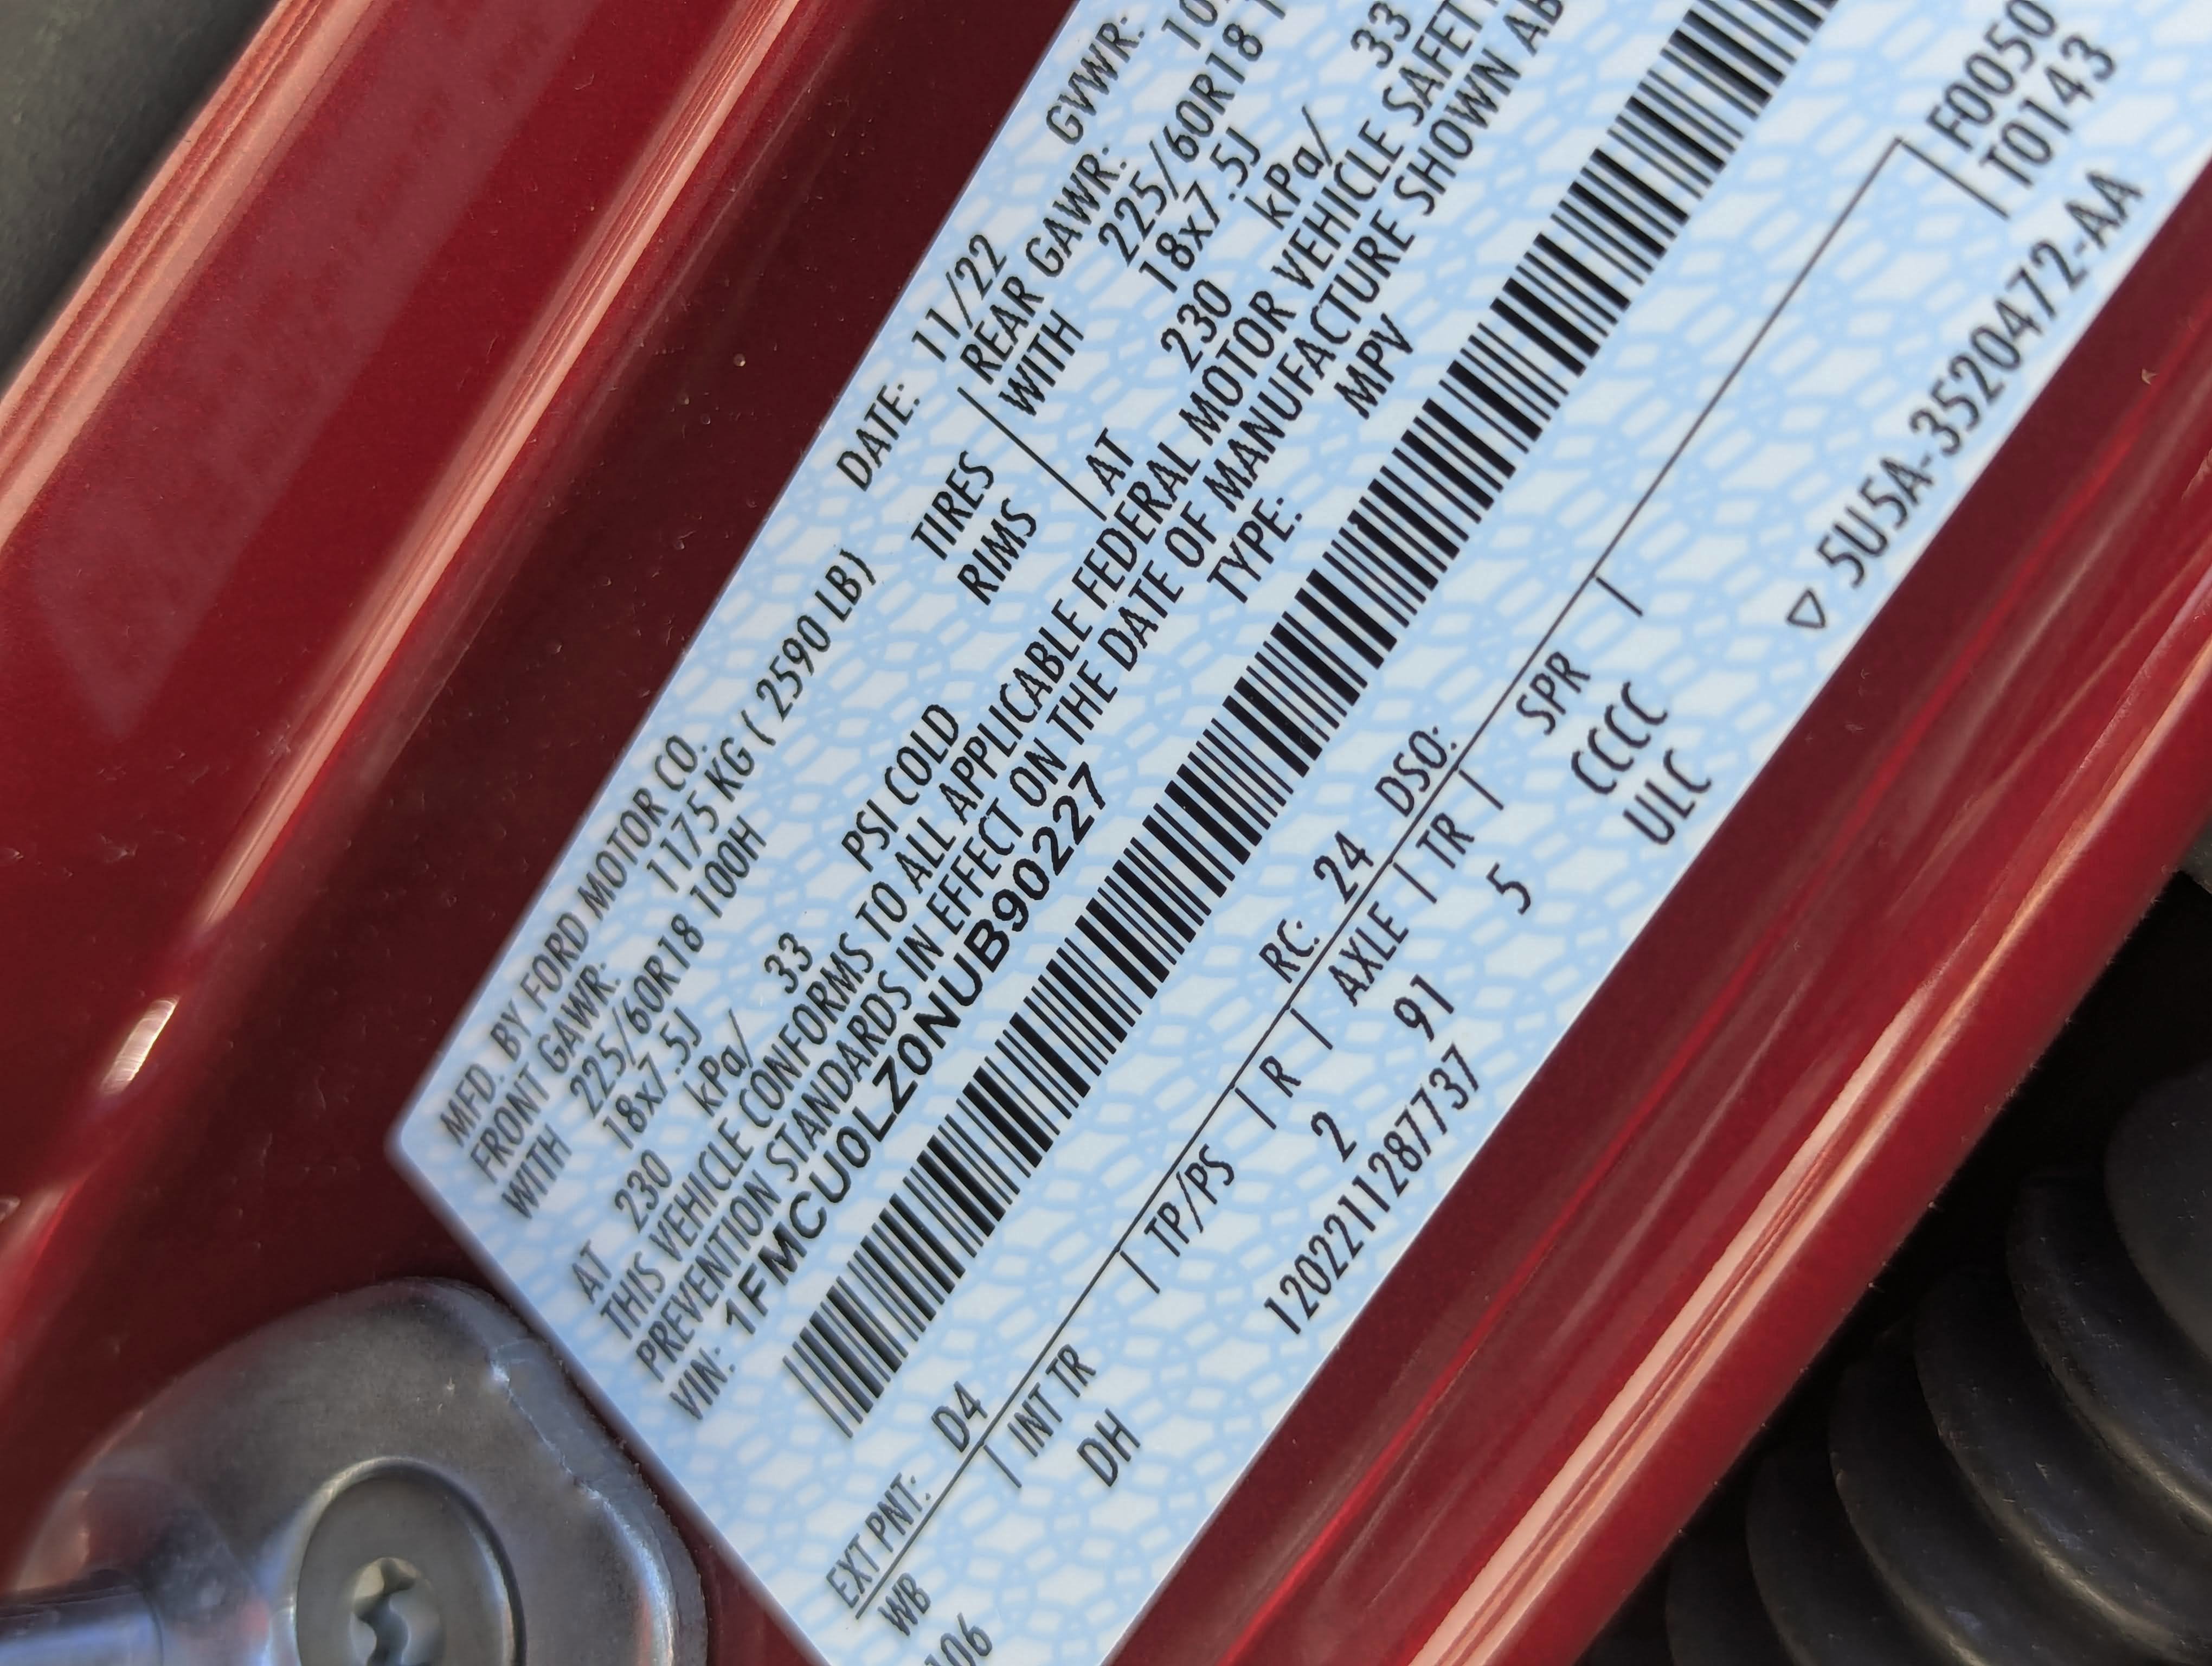 MFD. BY FORD MOTOR CO. DATE: 11/22 GVWR:
FRONT GAWR: 1175 KG ( 2590 LB) REAR GAWR: 10
WITH 225/60R18 100H TIRES WITH 225/60R18 1
18x7.5J RIMS 18x7.5J
AT 230 kPa/ 33 PSI COLD AT 230 kPa/ 33
THIS VEHICLE CONFORMS TO ALL APPLICABLE FEDERAL MOTOR VEHICLE SAFETY
PREVENTION STANDARDS IN EFFECT ON THE DATE OF MANUFACTURE SHOWN AB
VIN: 1FMCU0LZ0NUB90227 TYPE: MPV
EXT PNT: D4 RC: 24 DSO: F0050
WB | INT TR | TP/PS | R | AXLE | TR | SPR | T0143
106 DH 2 91 5 CCCC
1202211287737 ULC ▽ 5U5A-3520472-AA